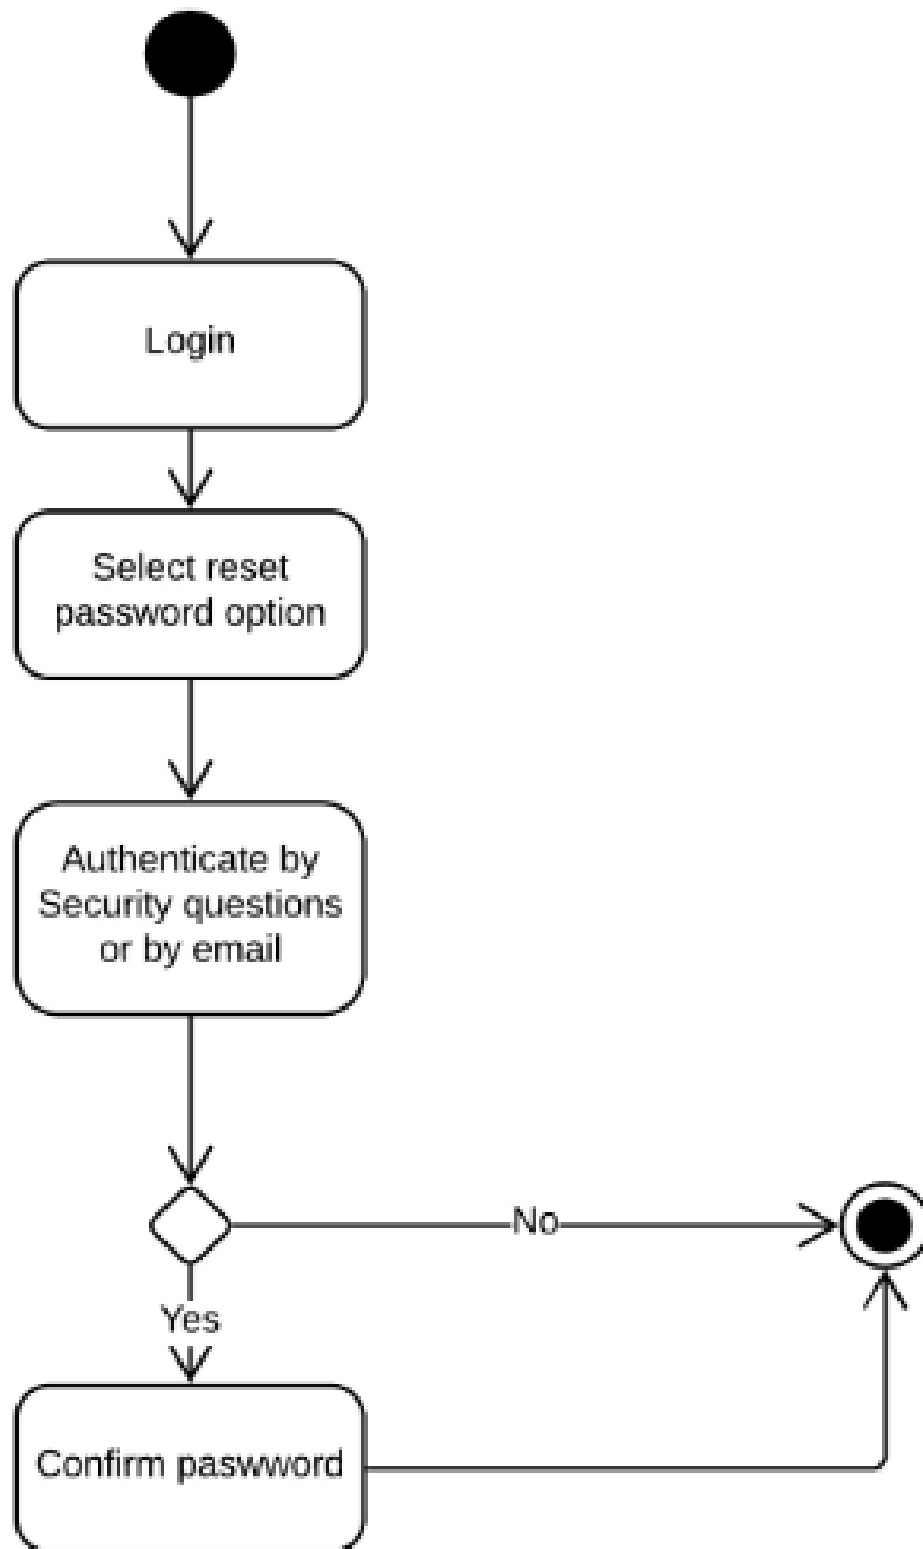 Login
Select reset
password option
Authenticate by
Security questions
or by email
No
Yes
Confirm paswword